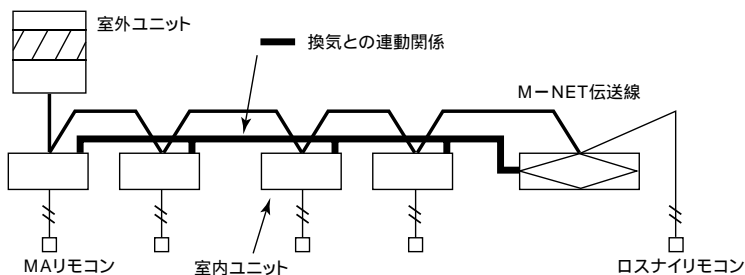 室外ユニット
換気との連動関係
MーNET伝送線
MAリモコン
室内ユニット
ロスナイリモコン